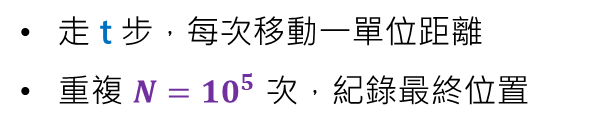 • 走 t 步，每次移動一單位距離
• 重複 N = 10⁵ 次，紀錄最終位置